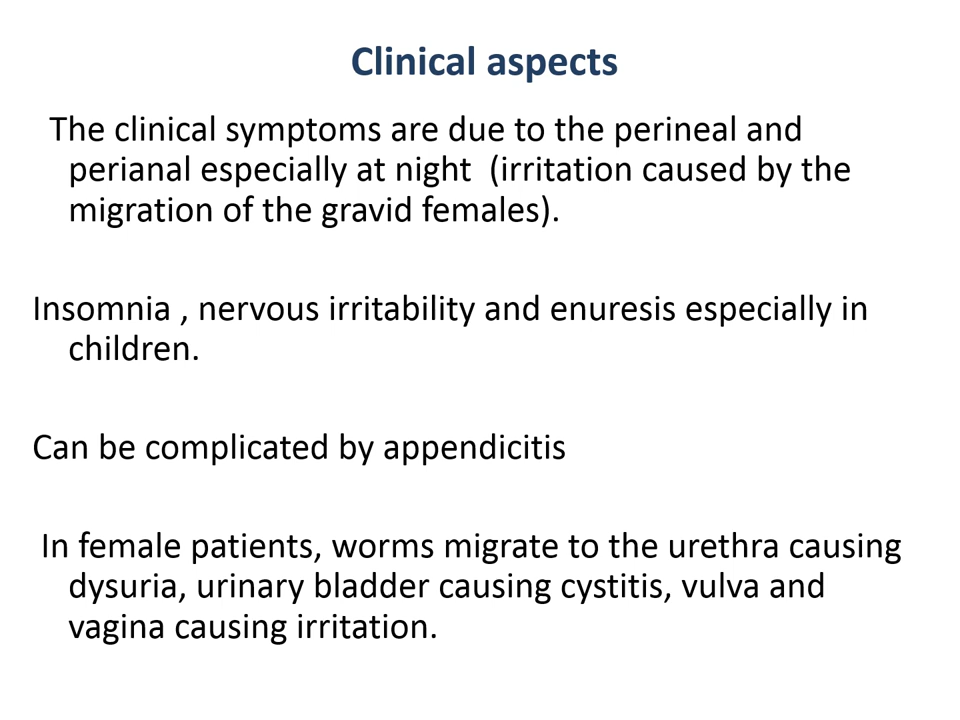 Clinical aspects
The clinical symptoms are due to the perineal and
perianal especially at night  (irritation caused by the
migration of the gravid females).
Insomnia , nervous irritability and enuresis especially in
children.
Can be complicated by appendicitis
In female patients, worms migrate to the urethra causing
dysuria, urinary bladder causing cystitis, vulva and
vagina causing irritation.